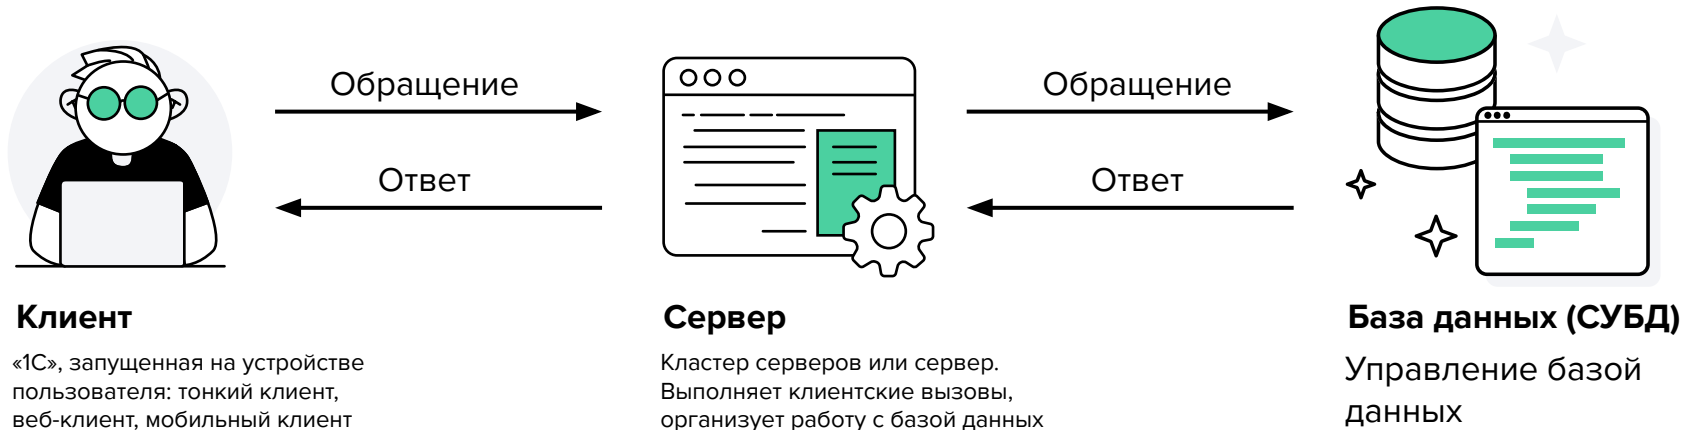 Обращение
Обращение
Ответ
Ответ
Клиент
Сервер
База данных (СУБД)
«1С», запущенная на устройстве
пользователя: тонкий клиент,
веб-клиент, мобильный клиент
Кластер серверов или сервер.
Выполняет клиентские вызовы,
организует работу с базой данных
Управление базой
данных